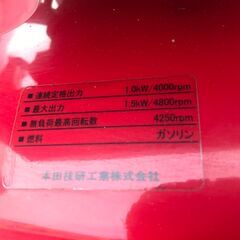 ■連続定格出力 1.0kW/4000rpm
■最大出力 1.5kW/4800rpm
■無負荷最高回転数 4250rpm
■燃料 ガソリン
本田技研工業株式会社